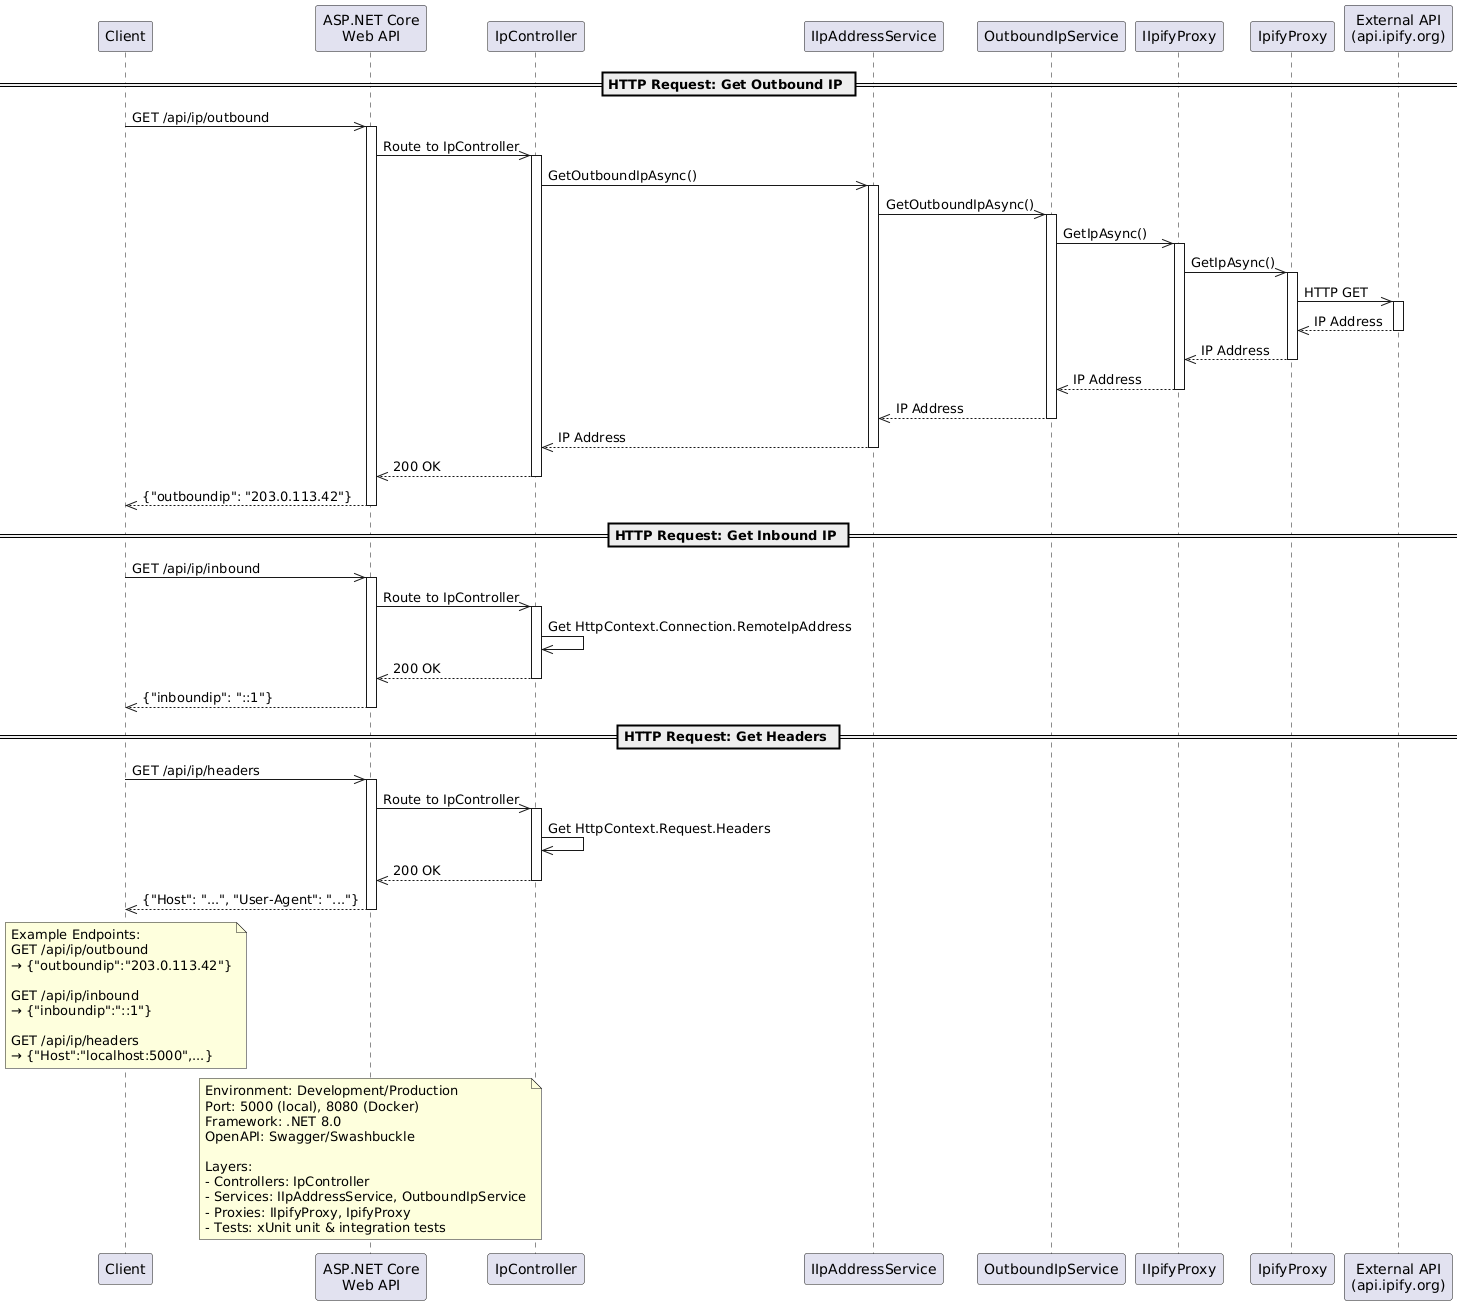 Client
ASP.NET Core
Web API
IpController
IIpAddressService
OutboundIpService
IIpifyProxy
IpifyProxy
External API
(api.ipify.org)
HTTP Request: Get Outbound IP
GET /api/ip/outbound
Route to IpController
GetOutboundIpAsync()
GetOutboundIpAsync()
GetIpAsync()
GetIpAsync()
HTTP GET
IP Address
IP Address
IP Address
IP Address
IP Address
200 OK
{"outboundip": "203.0.113.42"}
HTTP Request: Get Inbound IP
GET /api/ip/inbound
Route to IpController
Get HttpContext.Connection.RemoteIpAddress
200 OK
{"inboundip": "::1"}
HTTP Request: Get Headers
GET /api/ip/headers
Route to IpController
Get HttpContext.Request.Headers
200 OK
{"Host": "...", "User-Agent": "..."}
Example Endpoints:
GET /api/ip/outbound
→ {"outboundip":"203.0.113.42"}
GET /api/ip/inbound
→ {"inboundip":"::1"}
GET /api/ip/headers
→ {"Host":"localhost:5000",...}
Environment: Development/Production
Port: 5000 (local), 8080 (Docker)
Framework: .NET 8.0
OpenAPI: Swagger/Swashbuckle
Layers:
- Controllers: IpController
- Services: IIpAddressService, OutboundIpService
- Proxies: IIpifyProxy, IpifyProxy
- Tests: xUnit unit & integration tests
Client
ASP.NET Core
Web API
IpController
IIpAddressService
OutboundIpService
IIpifyProxy
IpifyProxy
External API
(api.ipify.org)